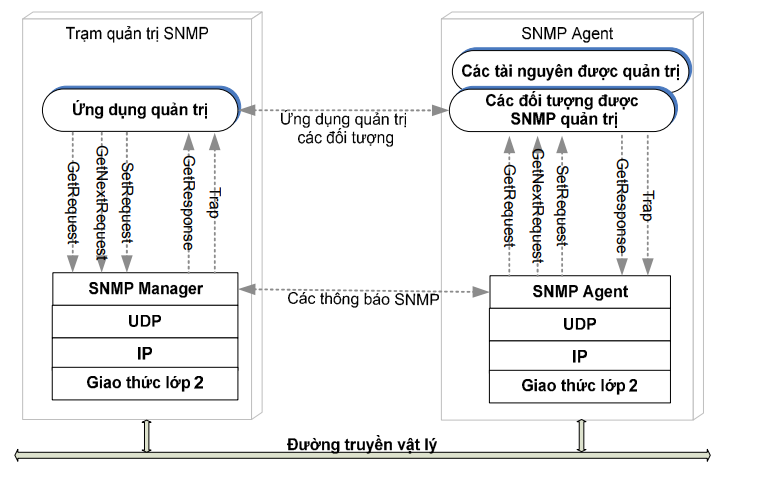 Trạm quản trị SNMP
SNMP Agent
Các tài nguyên được quản trị
Ứng dụng quản trị
Các đối tượng được
SNMP quản trị
Ứng dụng quản trị
các đối tượng
GetRequest
GetNextRequest
SetRequest
GetResponse
Trap
GetRequest
GetNextRequest
SetRequest
GetResponse
Trap
SNMP Manager
UDP
IP
Giao thức lớp 2
Các thông báo SNMP
SNMP Agent
UDP
IP
Giao thức lớp 2
Đường truyền vật lý